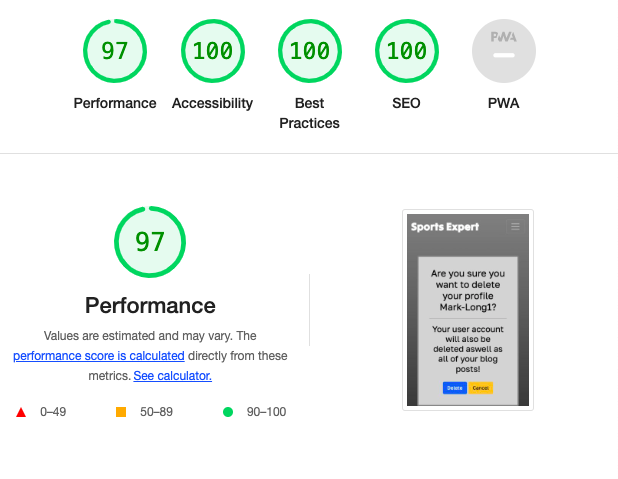 97
100
100
100
PWA
Performance
Accessibility
Best
Practices
SEO
PWA
97
Performance
Values are estimated and may vary. The
performance score is calculated directly from these
metrics. See calculator.
0–49
50–89
90–100
Sports Expert
Are you sure you
want to delete
your profile
Mark-Long1?
Your user account
will also be
deleted aswell as
all of your blog
posts!
Delete
Cancel